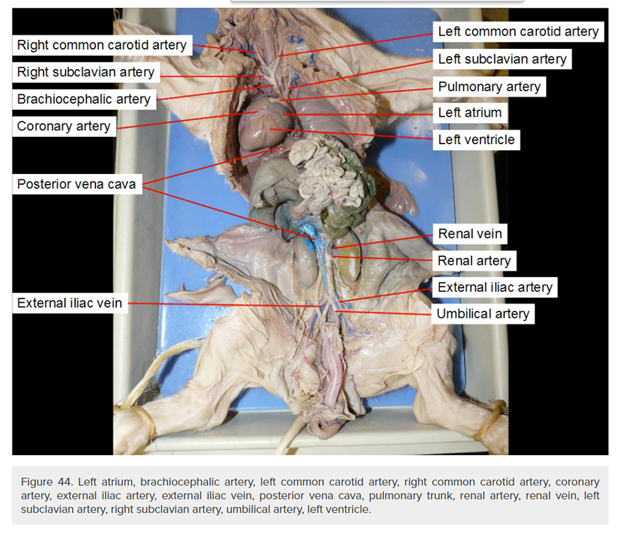 Right common carotid artery
Right subclavian artery
Brachiocephalic artery
Coronary artery
Posterior vena cava
External iliac vein
Left common carotid artery
Left subclavian artery
Pulmonary artery
Left atrium
Left ventricle
Renal vein
Renal artery
External iliac artery
Umbilical artery
Figure 44. Left atrium, brachiocephalic artery, left common carotid artery, right common carotid artery, coronary
artery, external iliac artery, external iliac vein, posterior vena cava, pulmonary trunk, renal artery, renal vein, left
subclavian artery, right subclavian artery, umbilical artery, left ventricle.